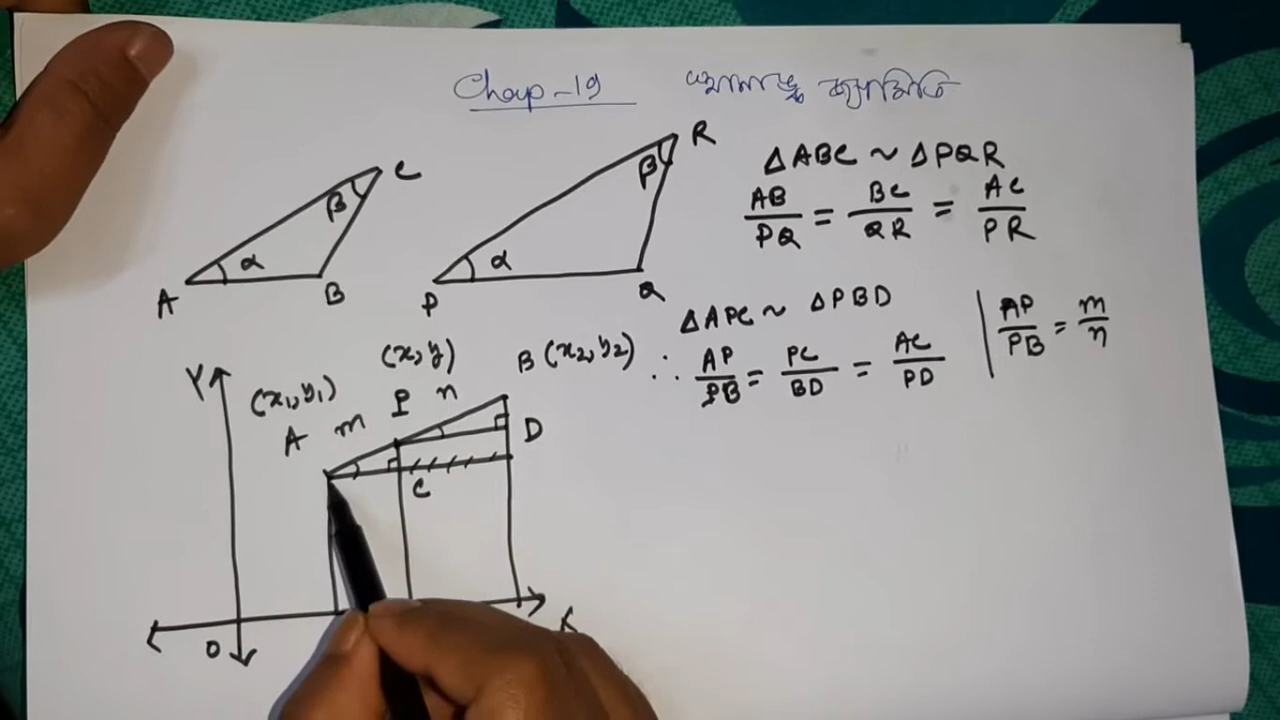 Chap-19 স্থানাঙ্ক জ্যামিতি
C
β
α
A
B
R
β
α
P
Q
ΔABC ~ ΔPQR
AB/PQ = BC/QR = AC/PR
ΔAPC ~ ΔPBD
∴ AP/PB = PC/BD = AC/PD
AP/PB = m/n
Y
(x₁, y₁)
(x, y)
B (x₂, y₂)
A m P n
D
C
O
X